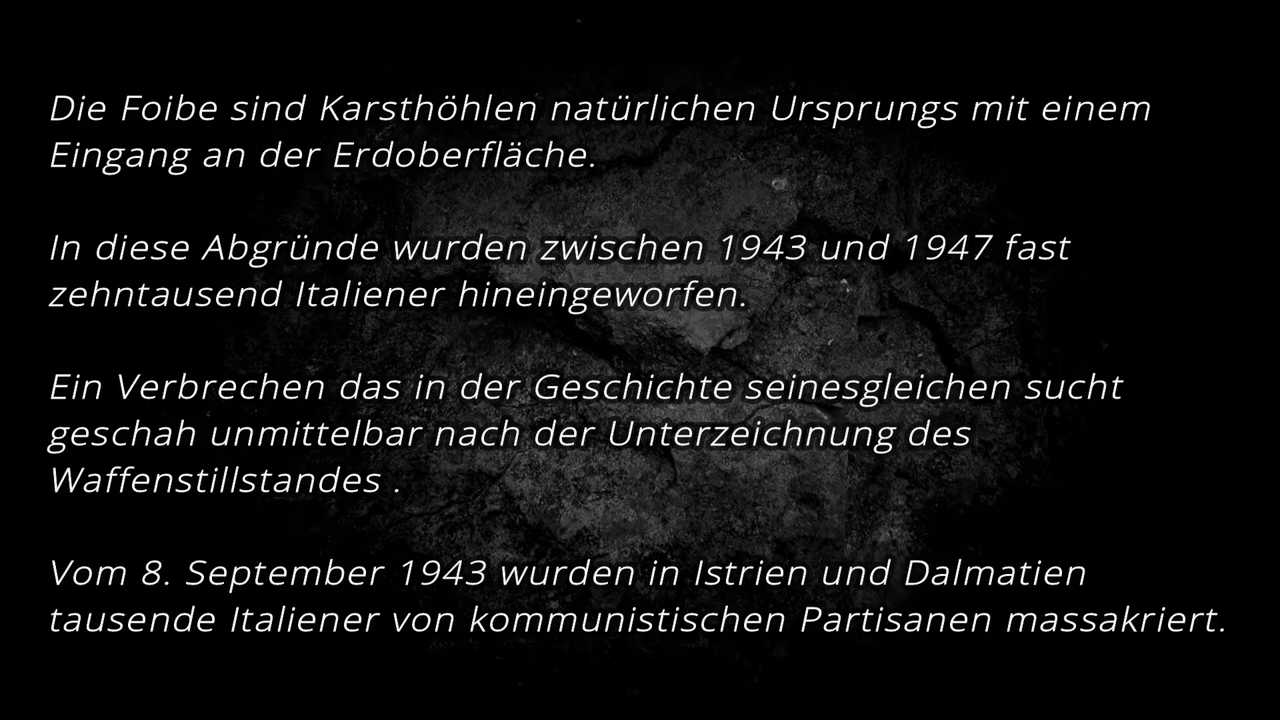 Die Foibe sind Karsthöhlen natürlichen Ursprungs mit einem
Eingang an der Erdoberfläche.
In diese Abgründe wurden zwischen 1943 und 1947 fast
zehntausend Italiener hineingeworfen.
Ein Verbrechen das in der Geschichte seinesgleichen sucht
geschah unmittelbar nach der Unterzeichnung des
Waffenstillstandes .
Vom 8. September 1943 wurden in Istrien und Dalmatien
tausende Italiener von kommunistischen Partisanen massakriert.